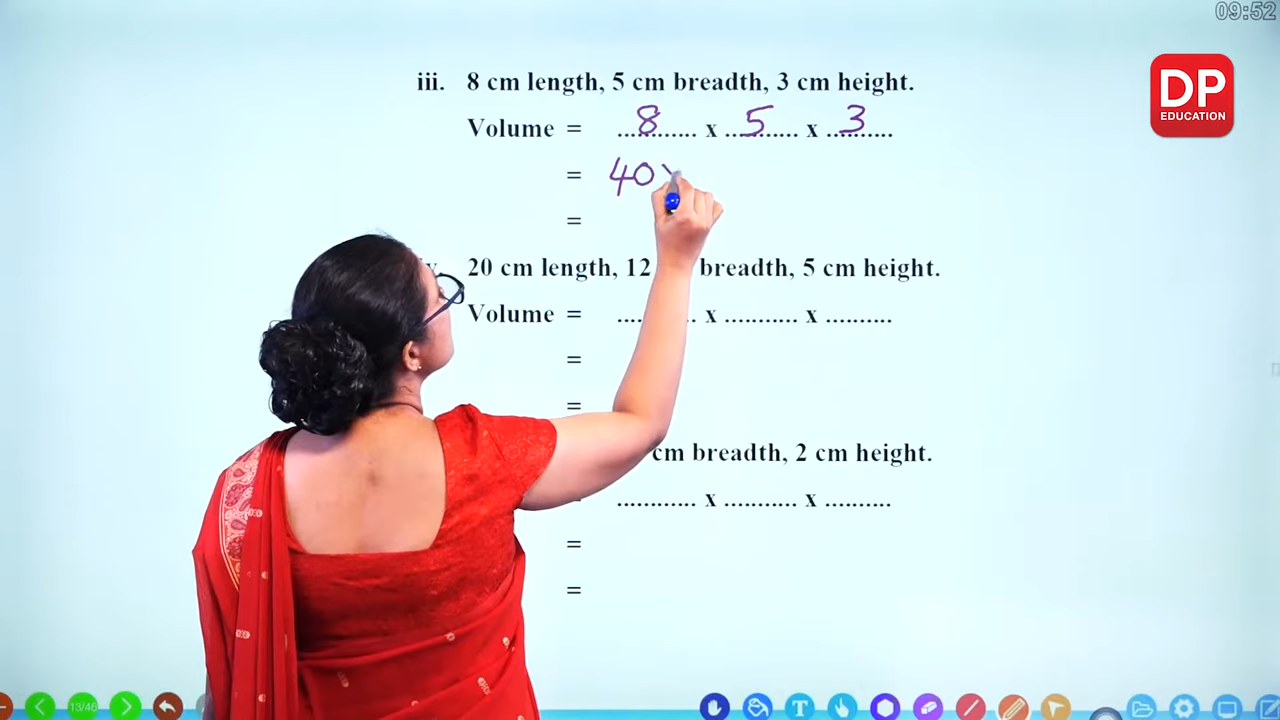 09:52
DP
EDUCATION
iii. 8 cm length, 5 cm breadth, 3 cm height.
Volume = ....8.... x ....5.... x ....3....
= 40 x
=
20 cm length, 12 breadth, 5 cm height.
Volume = ............ x ........... x ..........
=
=
cm breadth, 2 cm height.
= ............ x ........... x ..........
=
=
13/46
T